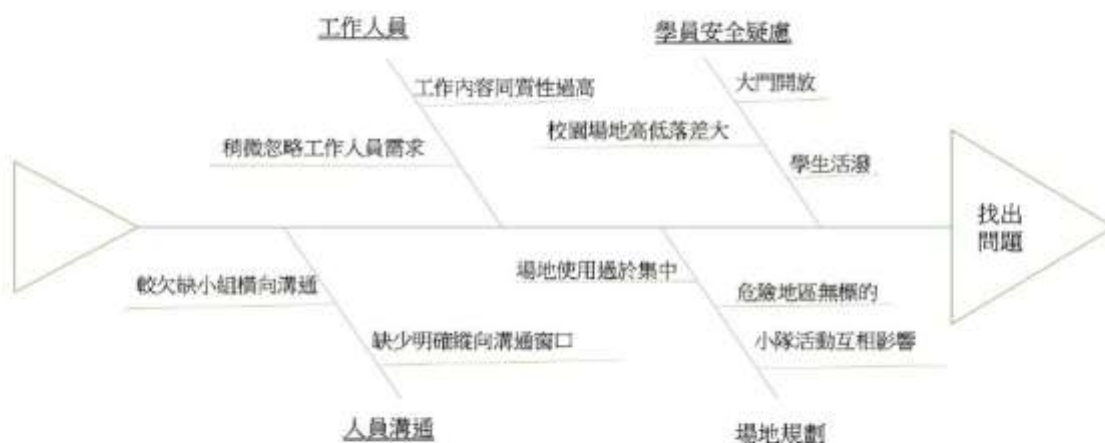 工作人員
學員安全疑慮
工作內容同質性過高
大門開放
稍微忽略工作人員需求
校園場地高低落差大
學生活潑
找出
問題
較欠缺小組橫向溝通
場地使用過於集中
危險地區無標的
缺少明確縱向溝通窗口
小隊活動互相影響
人員溝通
場地規劃